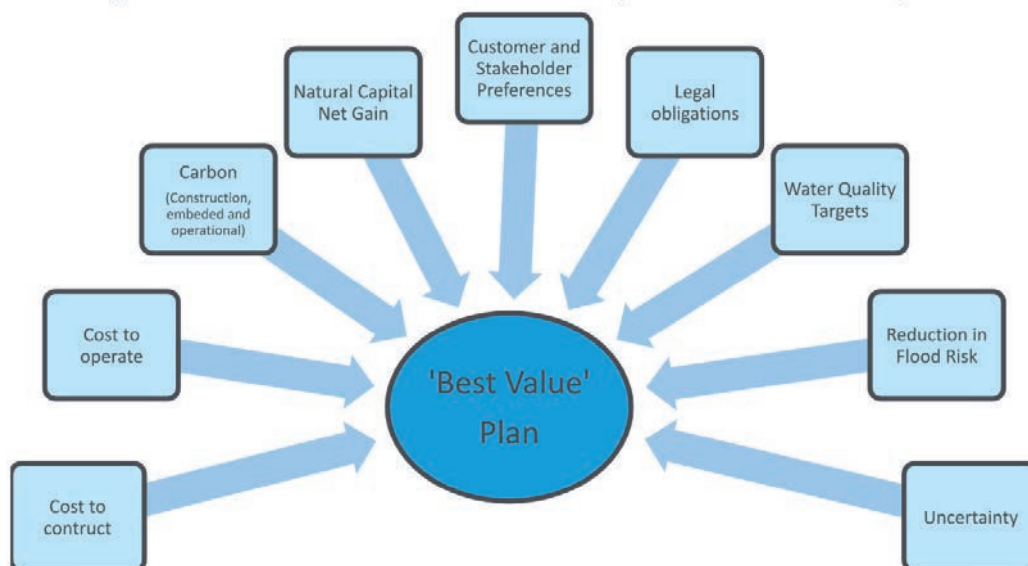 Customer and
Stakeholder
Preferences
Natural Capital
Net Gain
Legal
obligations
Carbon
(Construction,
embeded and
operational)
Water Quality
Targets
Cost to
operate
Reduction in
Flood Risk
'Best Value'
Plan
Cost to
contruct
Uncertainty